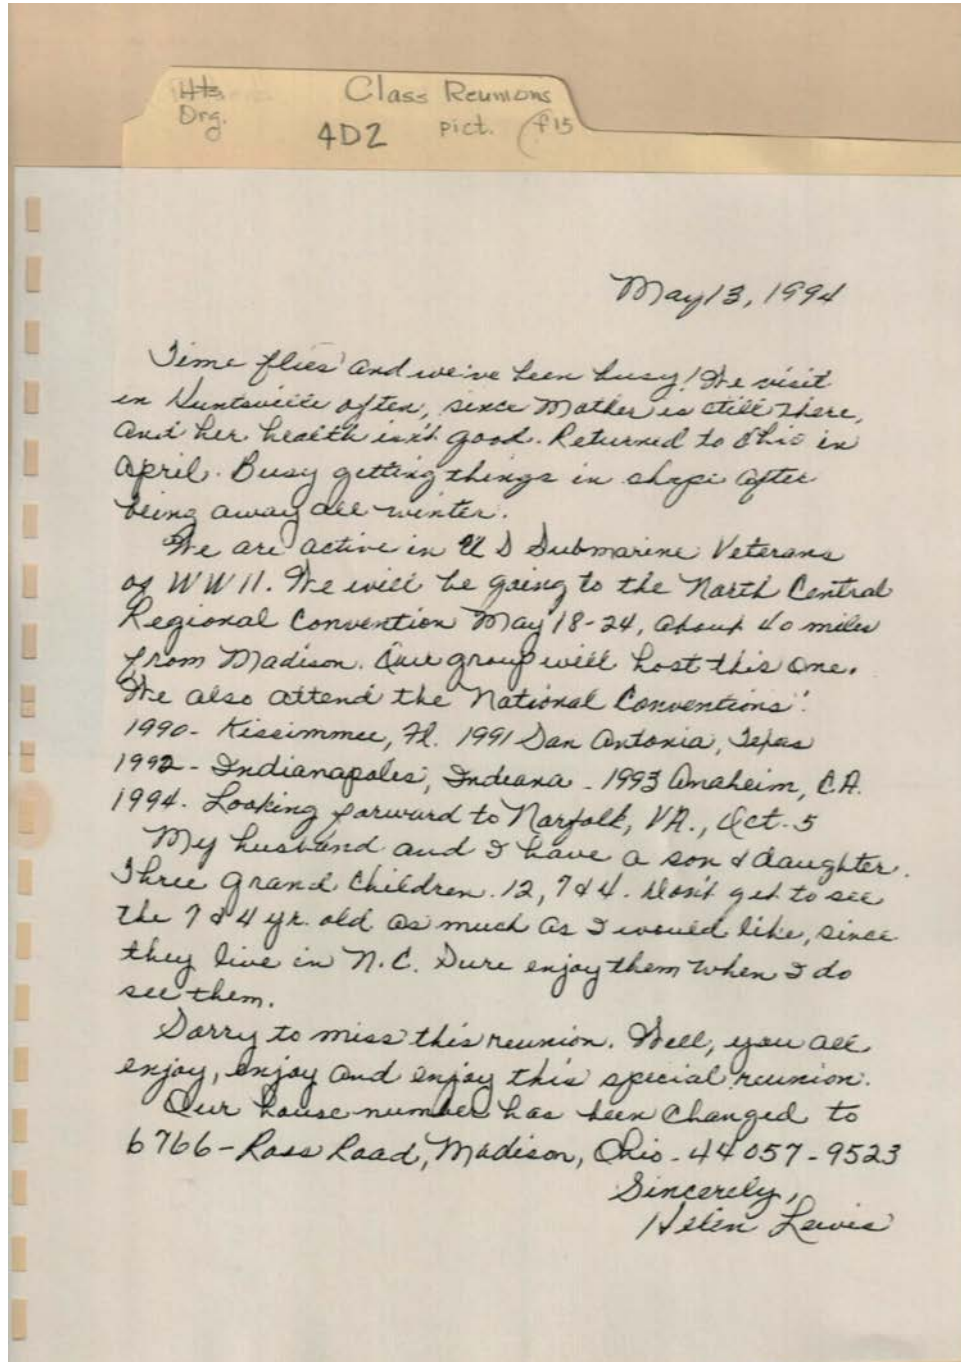 Hts. Class Reunions
Org. 4D2 pict. f15
May 13, 1994
Time flies and we've been busy! We visit
in Huntsville often, since Mother is still there,
and her health isn't good. Returned to Ohio in
April. Busy getting things in shape after
being away all winter.
We are active in U S Submarine Veterans
of WW II. We will be going to the North Central
Regional Convention May 18-24, about 40 miles
from Madison. Our group will host this one.
We also attend the National Conventions:
1990- Kissimmee, Fl. 1991 San Antonia, Texas
1992- Indianapoles, Indiana - 1993 Anaheim, C.A.
1994. Looking forward to Norfolk, VA., Oct. 5
My husband and I have a son & daughter.
Three grand children. 12, 7 & 4. Don't get to see
the 7 & 4 yr. old as much as I would like, since
they live in N.C. Sure enjoy them when I do
see them.
Sorry to miss this reunion. Well, you all
enjoy, enjoy and enjoy this special reunion.
Our house number has been changed to
6766 - Ross Road, Madison, Ohio - 44057-9523
Sincerely,
Helen Lewis